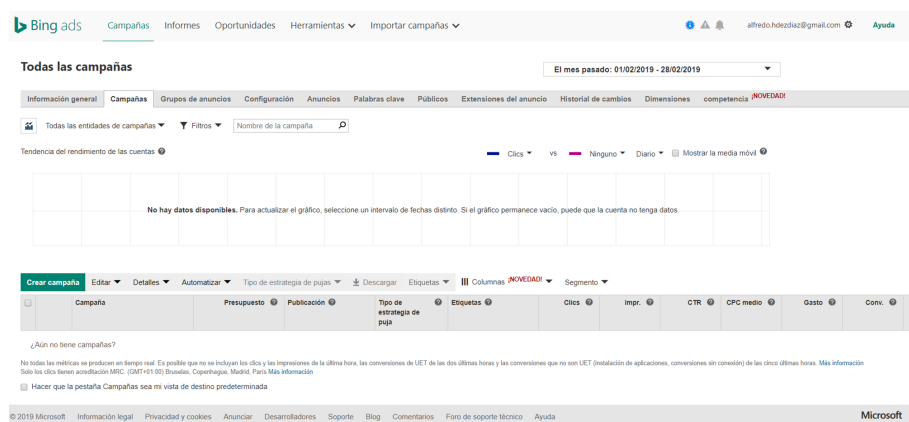 Bing ads Campañas Informes Oportunidades Herramientas Importar campañas alfredo.hdezdiaz@gmail.com Ayuda
Todas las campañas
El mes pasado: 01/02/2019 - 28/02/2019
Información general Campañas Grupos de anuncios Configuración Anuncios Palabras clave Públicos Extensiones del anuncio Historial de cambios Dimensiones competencia ¡NOVEDAD!
Todas las entidades de campañas Filtros Nombre de la campaña
Tendencia del rendimiento de las cuentas Clics vs Ninguno Diario Mostrar la media móvil
No hay datos disponibles. Para actualizar el gráfico, seleccione un intervalo de fechas distinto. Si el gráfico permanece vacío, puede que la cuenta no tenga datos.
Crear campaña Editar Detalles Automatizar Tipo de estrategia de pujas Descargar Etiquetas Columnas ¡NOVEDAD! Segmento
Campaña Presupuesto Publicación Tipo de estrategia de puja Etiquetas Clics Impr. CTR CPC medio Gasto Conv.
¿Aún no tiene campañas?
No todas las métricas se producen en tiempo real. Es posible que no se incluyan los clics y las impresiones de la última hora, las conversiones de UET de las dos últimas horas y las conversiones que no son UET (instalación de aplicaciones, conversiones sin conexión) de las cinco últimas horas. Más información
Solo los clics tienen acreditación MRC. (GMT+01:00) Bruselas, Copenhague, Madrid, París Más información
Hacer que la pestaña Campañas sea mi vista de destino predeterminada
© 2019 Microsoft Información legal Privacidad y cookies Anunciar Desarrolladores Soporte Blog Comentarios Foro de soporte técnico Ayuda Microsoft